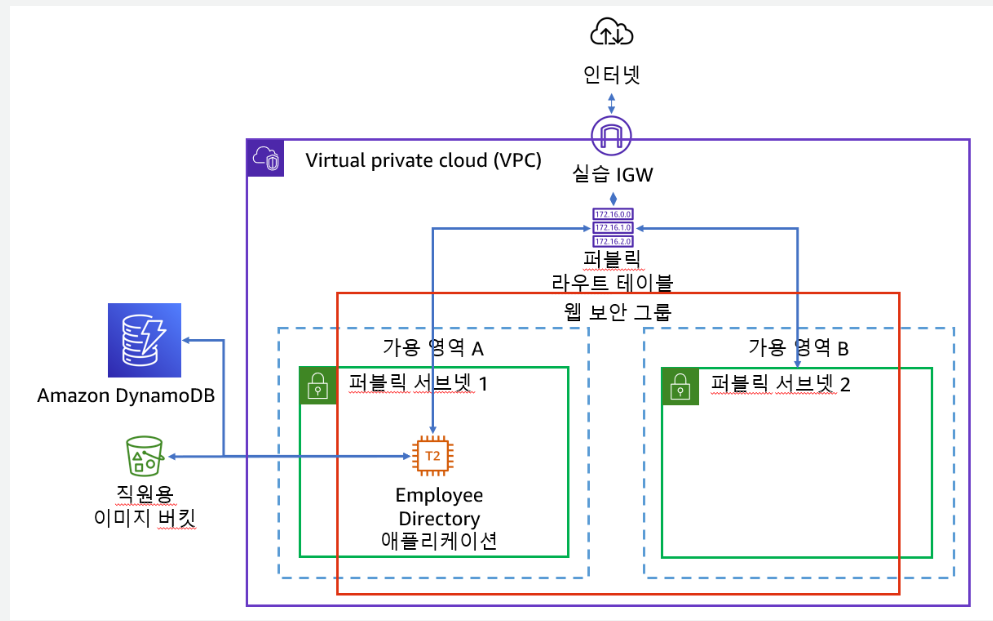 인터넷
Virtual private cloud (VPC)
실습 IGW
172.16.0.0
172.16.1.0
172.16.2.0
퍼블릭
라우트 테이블
웹 보안 그룹
가용 영역 A
가용 영역 B
퍼블릭 서브넷 1
퍼블릭 서브넷 2
Amazon DynamoDB
T2
직원용
이미지 버킷
Employee
Directory
애플리케이션